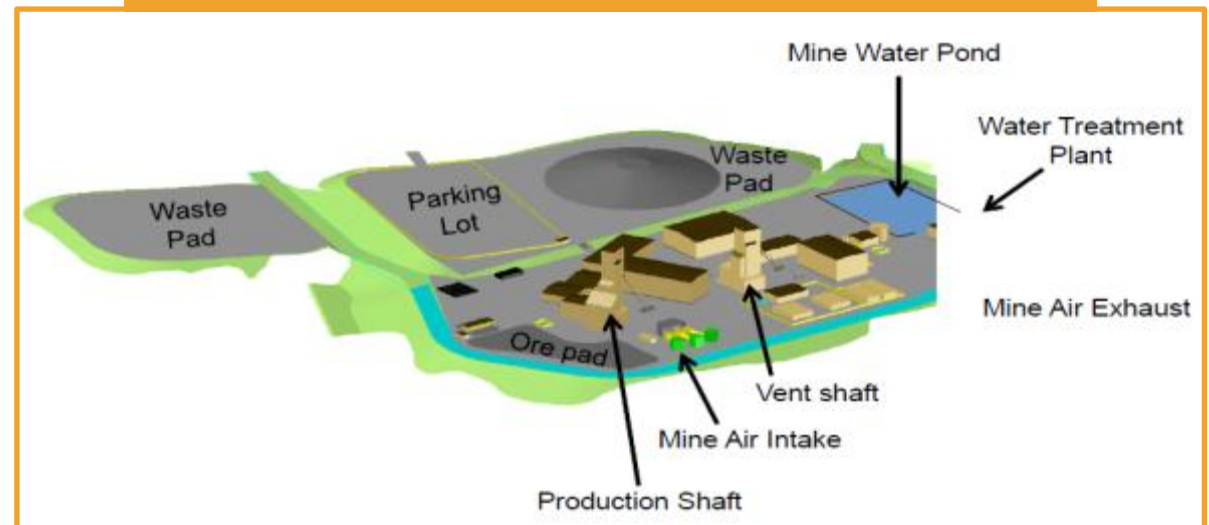 Mine Water Pond
Water Treatment
Plant
Waste
Pad
Parking
Lot
Waste
Pad
Mine Air Exhaust
Ore pad
Vent shaft
Mine Air Intake
Production Shaft